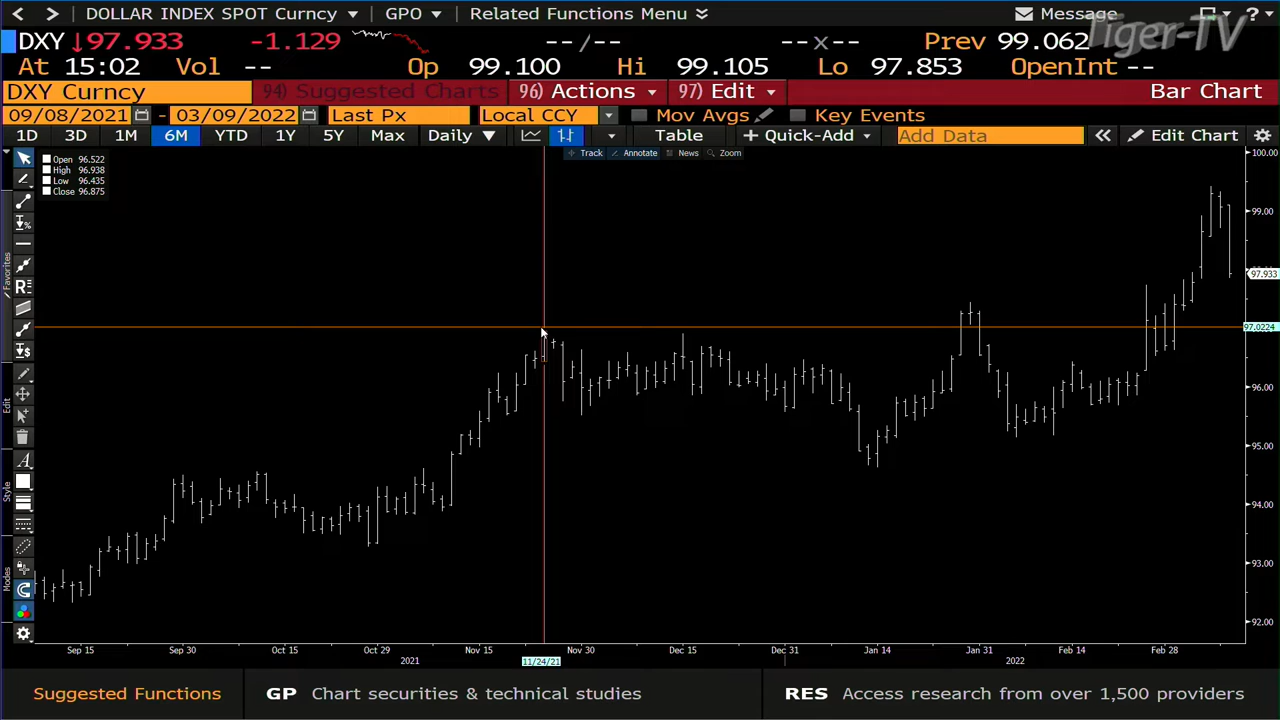 DOLLAR INDEX SPOT Curncy GPO Related Functions Menu Message ?
Tiger-TV
DXY ↓97.933 -1.129 --/-- --x-- Prev 99.062
At 15:02 Vol -- Op 99.100 Hi 99.105 Lo 97.853 OpenInt --
DXY Curncy 94) Suggested Charts 96) Actions 97) Edit Bar Chart
09/08/2021 - 03/09/2022 Last Px Local CCY Mov Avgs Key Events
1D 3D 1M 6M YTD 1Y 5Y Max Daily Table + Quick-Add Add Data Edit Chart
Track Annotate News Zoom
Open 96.522
High 96.938
Low 96.435
Close 96.875
100.00
99.00
97.933
97.0224
96.00
95.00
94.00
93.00
92.00
Favorites
Edit
Style
Modes
Sep 15 Sep 30 Oct 15 Oct 29 Nov 15 Nov 30 Dec 15 Dec 31 Jan 14 Jan 31 Feb 14 Feb 28
2021 11/24/21 2022
Suggested Functions GP Chart securities & technical studies RES Access research from over 1,500 providers